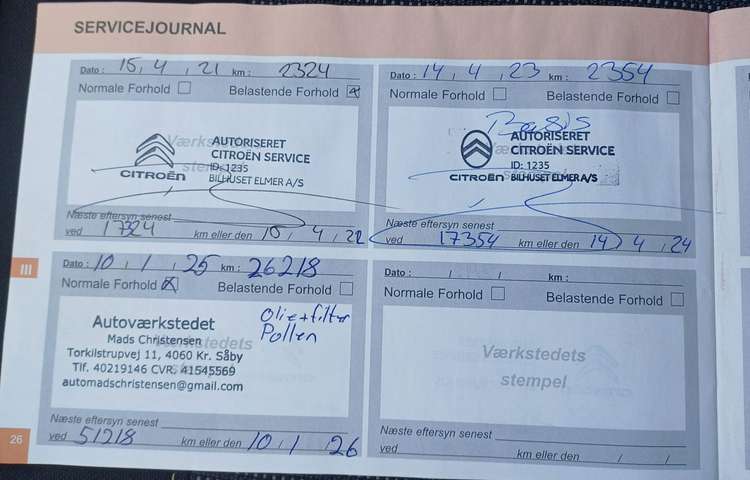 SERVICEJOURNAL
Dato : 15, 4, 21 km : 2324
Normale Forhold Belastende Forhold x
Værkstedets
stempel
CITROËN
AUTORISERET
CITROËN SERVICE
ID: 1235
BILHUSET ELMER A/S
Næste eftersyn senest
ved 17324 km eller den 15, 4, 22
Dato : 14, 4, 23 km : 2354
Normale Forhold Belastende Forhold
Basis
CITROËN
AUTORISERET
CITROËN SERVICE
ID: 1235
BILHUSET ELMER A/S
Næste eftersyn senest
ved 17354 km eller den 14, 4, 24
III
Dato : 10, 1, 25 km : 26218
Normale Forhold x Belastende Forhold
Autoværkstedet
Mads Christensen
Torkilstrupvej 11, 4060 Kr. Såby
Tlf. 40219146 CVR. 41545569
automadschristensen@gmail.com
Olie+filter
Pollen
Næste eftersyn senest
ved 51218 km eller den 10, 1, 26
Dato : / / km :
Normale Forhold Belastende Forhold
Værkstedets
stempel
Næste eftersyn senest
ved km eller den / /
26